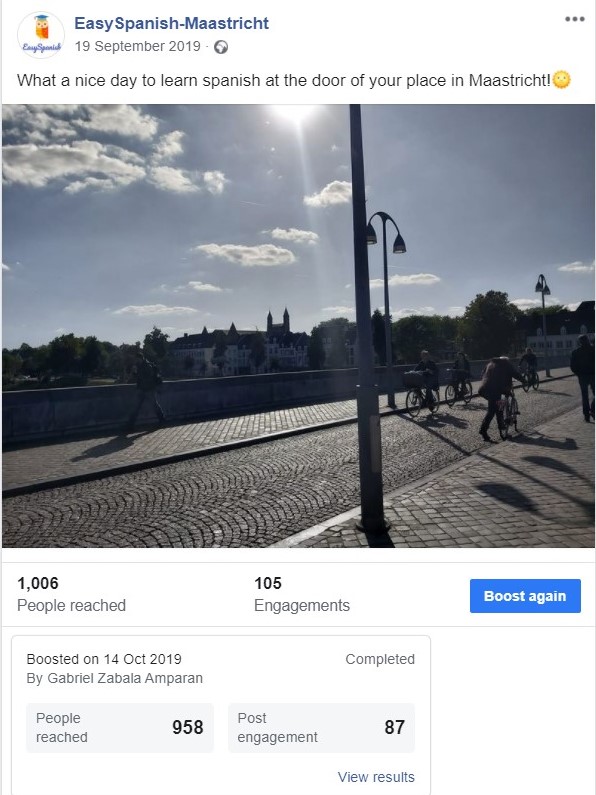 EasySpanish
EasySpanish-Maastricht
19 September 2019 ·
What a nice day to learn spanish at the door of your place in Maastricht!🌞
1,006
People reached
105
Engagements
Boost again
Boosted on 14 Oct 2019
Completed
By Gabriel Zabala Amparan
People
reached
958
Post
engagement
87
View results